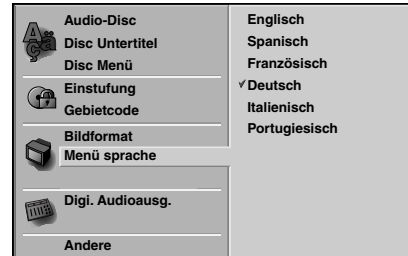 Audio-Disc
Disc Untertitel
Disc Menü
Einstufung
Gebietcode
Bildformat
Menü sprache
Digi. Audioausg.
Andere
Englisch
Spanisch
Französisch
✓Deutsch
Italienisch
Portugiesisch